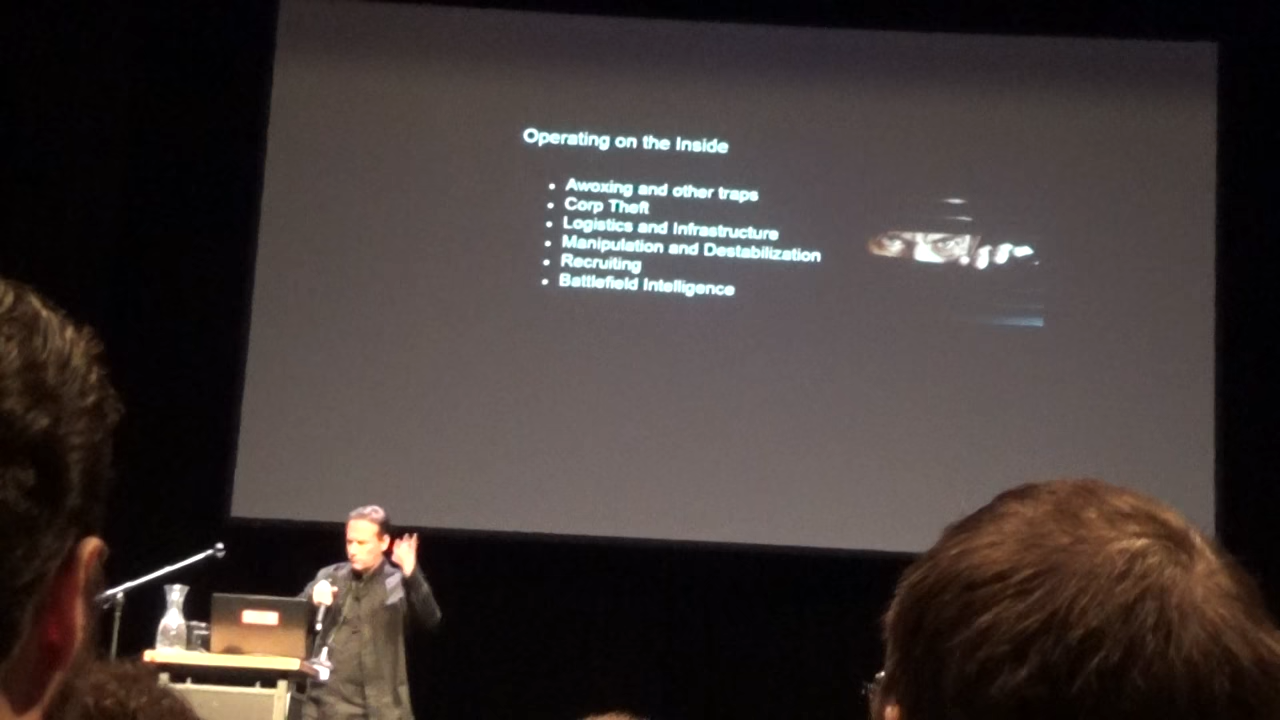 Operating on the Inside
• Awoxing and other traps
• Corp Theft
• Logistics and Infrastructure
• Manipulation and Destabilization
• Recruiting
• Battlefield Intelligence